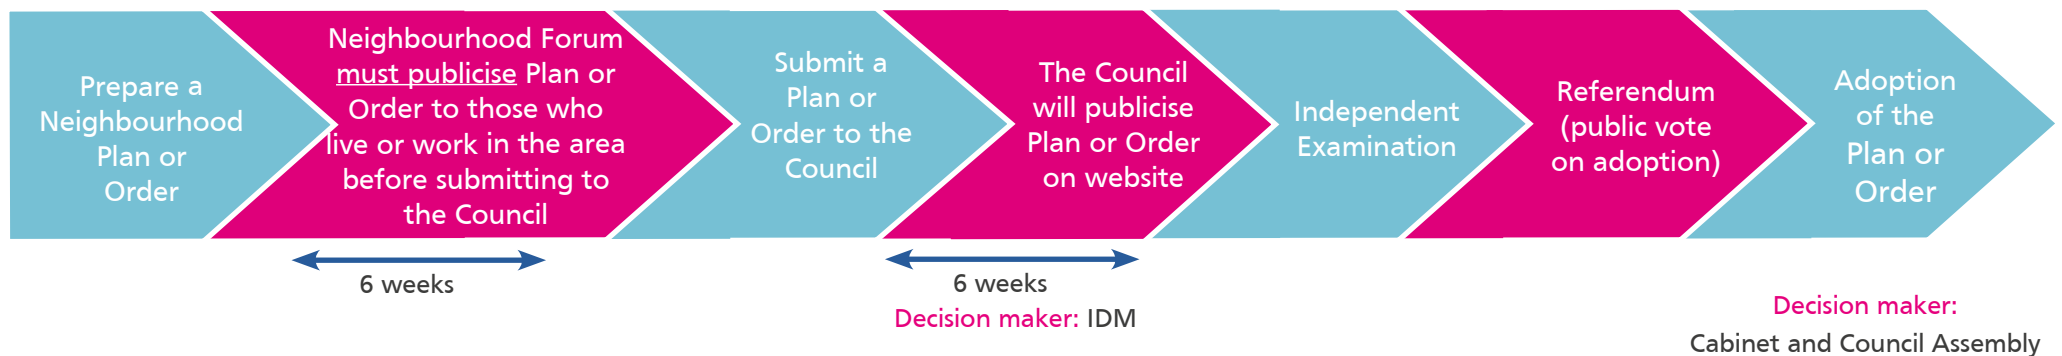 Prepare a
Neighbourhood
Plan or
Order
Neighbourhood Forum
must publicise Plan or
Order to those who
live or work in the area
before submitting to
the Council
Submit a
Plan or
Order to the
Council
The Council
will publicise
Plan or Order
on website
Independent
Examination
Referendum
(public vote
on adoption)
Adoption
of the
Plan or
Order
6 weeks
6 weeks
Decision maker: IDM
Decision maker:
Cabinet and Council Assembly